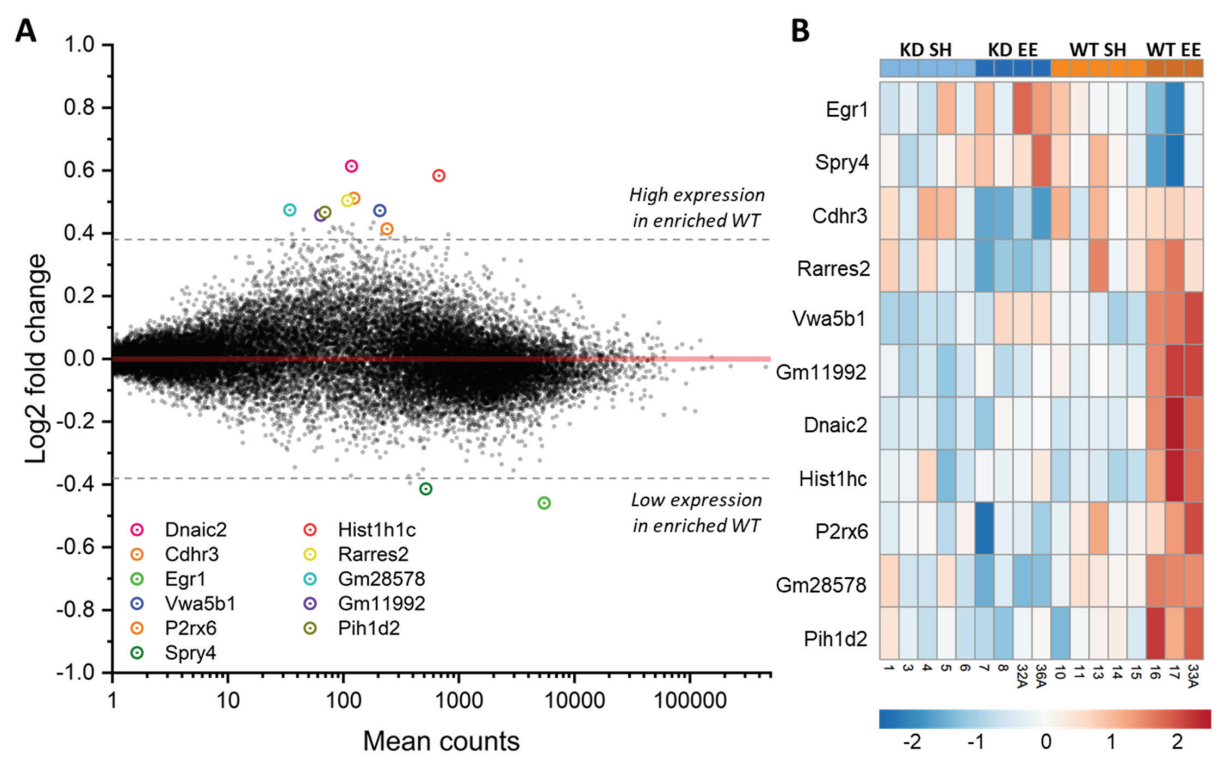 A
1.0
0.8
0.6
0.4
0.2
0.0
-0.2
-0.4
-0.6
-0.8
-1.0
Log2 fold change
High expression
in enriched WT
Low expression
in enriched WT
Dnaic2
Cdhr3
Egr1
Vwa5b1
P2rx6
Spry4
Hist1h1c
Rarres2
Gm28578
Gm11992
Pih1d2
1 10 100 1000 10000 100000
Mean counts
B
KD SH KD EE WT SH WT EE
Egr1
Spry4
Cdhr3
Rarres2
Vwa5b1
Gm11992
Dnaic2
Hist1hc
P2rx6
Gm28578
Pih1d2
1 3 4 5 6 7 8 32A 36A 10 11 13 14 15 16 17 33A
-2 -1 0 1 2